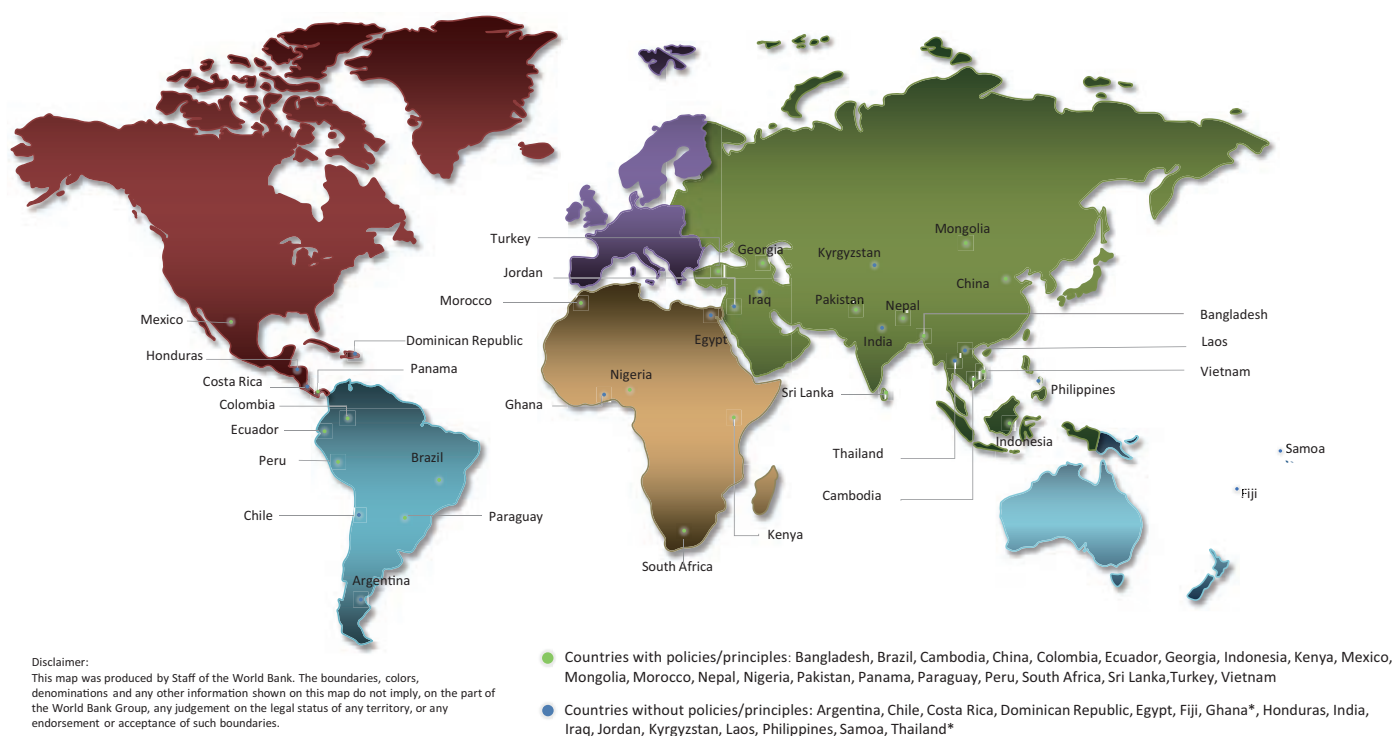 Mongolia
Turkey
Georgia
Kyrgyzstan
Jordan
China
Morocco
Iraq
Pakistan
Nepal
Bangladesh
Mexico
Egypt
India
Laos
Dominican Republic
Honduras
Panama
Nigeria
Vietnam
Costa Rica
Sri Lanka
Philippines
Colombia
Ghana
Ecuador
Indonesia
Samoa
Brazil
Thailand
Peru
Cambodia
Fiji
Chile
Paraguay
Kenya
South Africa
Argentina
Disclaimer:
This map was produced by Staff of the World Bank. The boundaries, colors,
denominations and any other information shown on this map do not imply, on the part of
the World Bank Group, any judgement on the legal status of any territory, or any
endorsement or acceptance of such boundaries.
Countries with policies/principles: Bangladesh, Brazil, Cambodia, China, Colombia, Ecuador, Georgia, Indonesia, Kenya, Mexico,
Mongolia, Morocco, Nepal, Nigeria, Pakistan, Panama, Paraguay, Peru, South Africa, Sri Lanka,Turkey, Vietnam
Countries without policies/principles: Argentina, Chile, Costa Rica, Dominican Republic, Egypt, Fiji, Ghana*, Honduras, India,
Iraq, Jordan, Kyrgyzstan, Laos, Philippines, Samoa, Thailand*